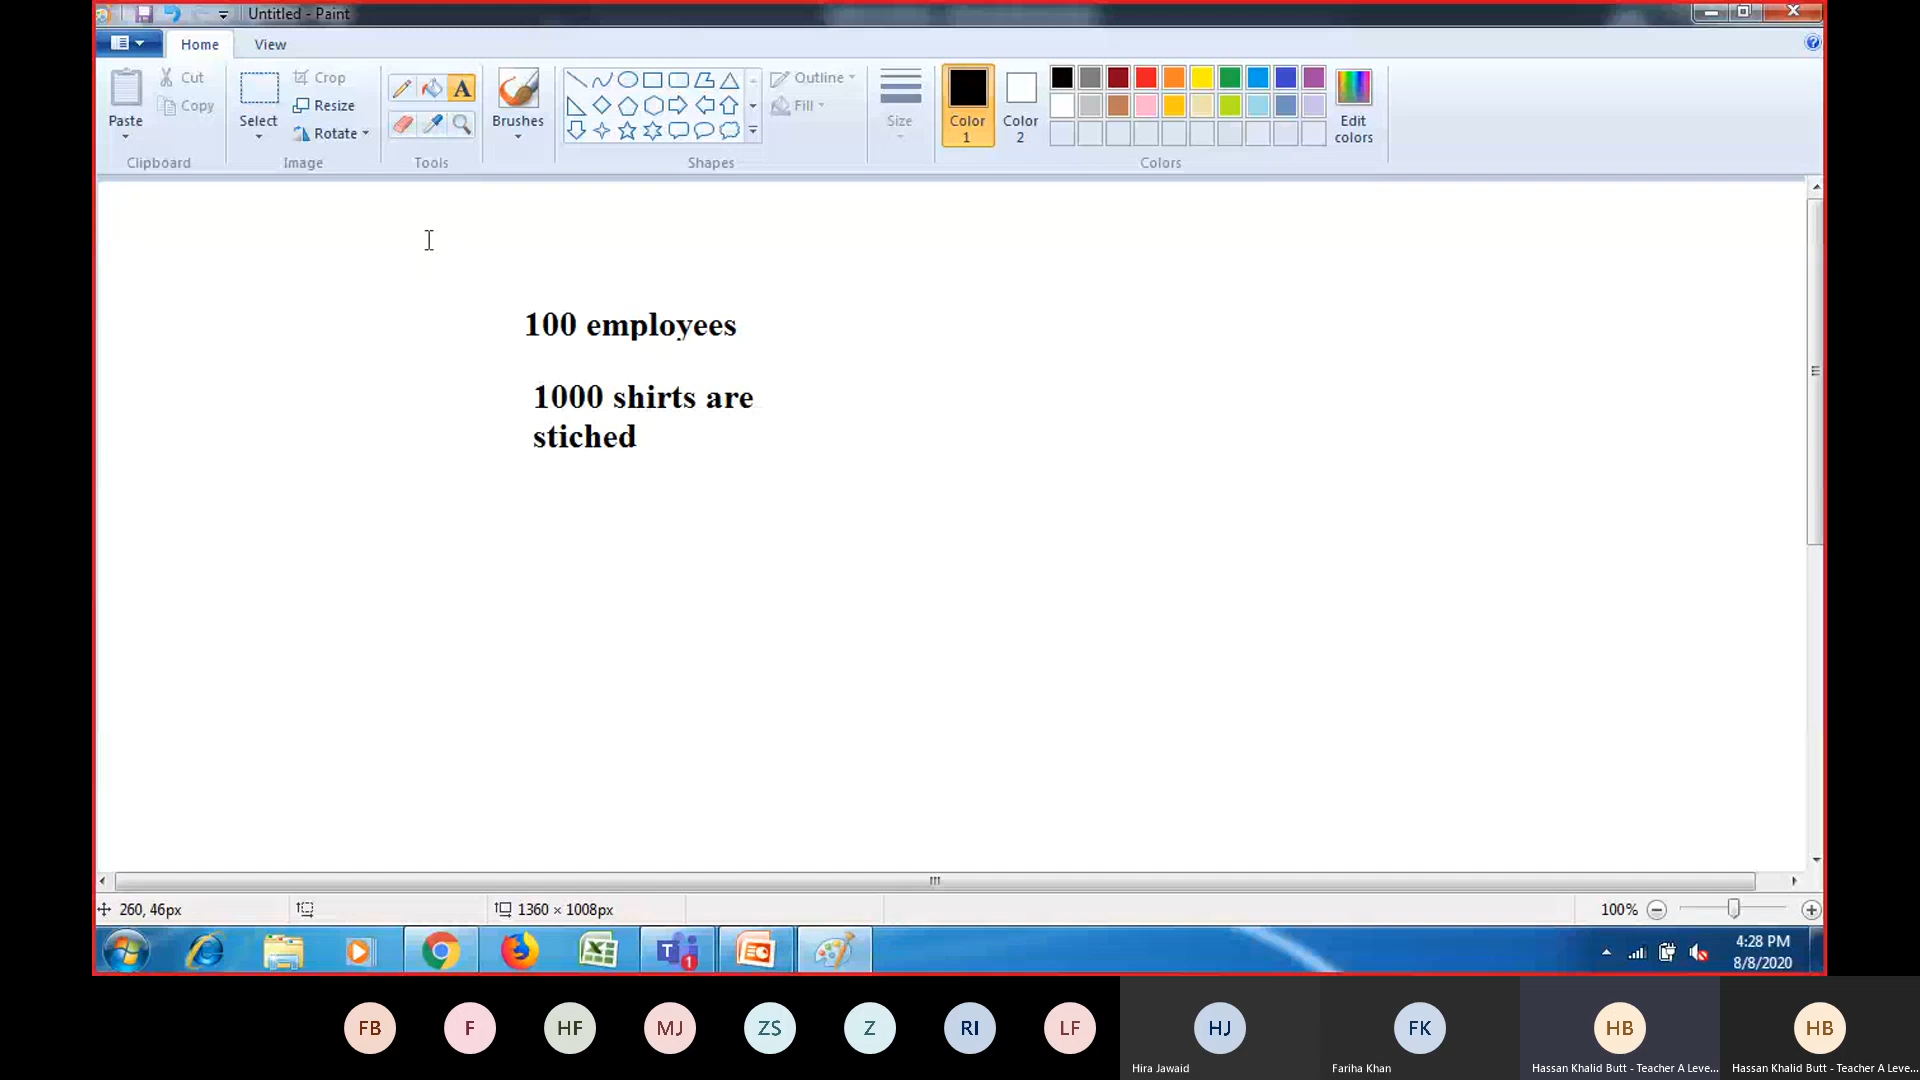 Untitled - Paint
Home
View
Paste
Cut
Copy
Clipboard
Select
Crop
Resize
Rotate
Image
A
Tools
Brushes
Shapes
Outline
Fill
Size
Color
1
Color
2
Edit
colors
Colors
100 employees
1000 shirts are
stiched
260, 46px
1360 × 1008px
100%
T
1
4:28 PM
8/8/2020
FB
F
HF
MJ
ZS
Z
RI
LF
HJ
FK
HB
HB
Hira Jawaid
Fariha Khan
Hassan Khalid Butt - Teacher A Leve...
Hassan Khalid Butt - Teacher A Leve...